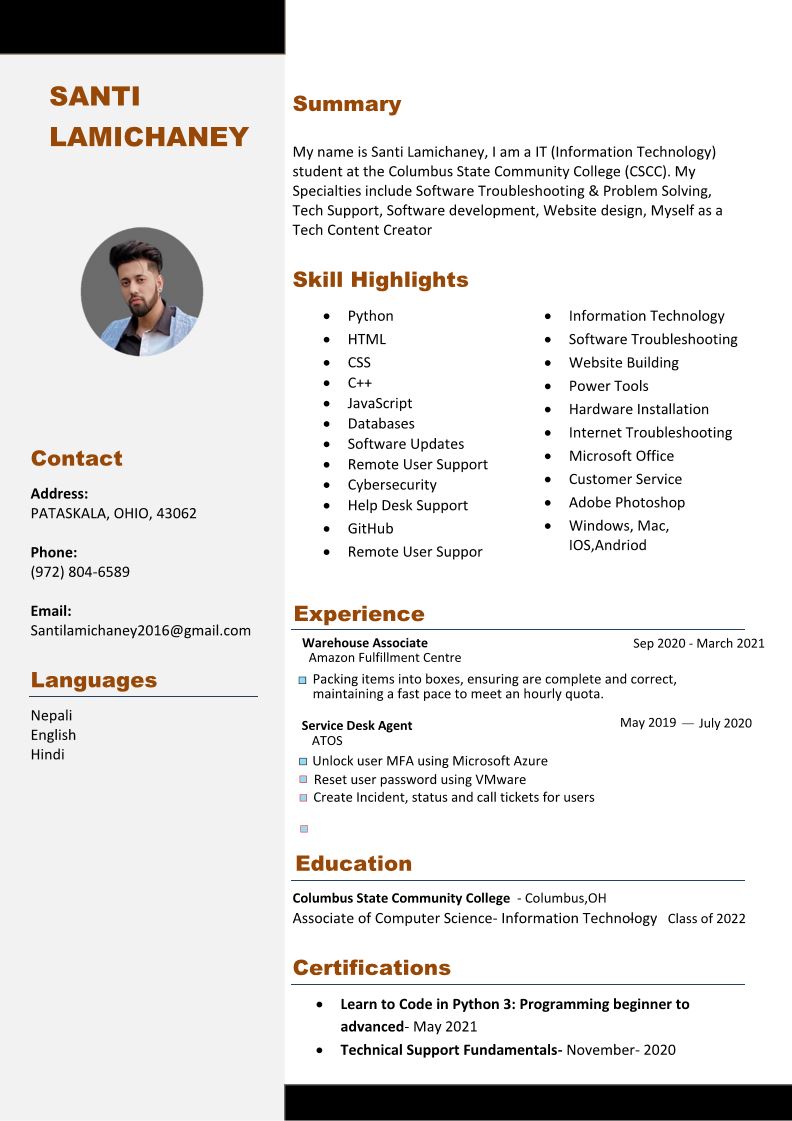 SANTI
LAMICHANEY
Contact
Address:
PATASKALA, OHIO, 43062
Phone:
(972) 804-6589
Email:
Santilamichaney2016@gmail.com
Languages
Nepali
English
Hindi
Summary
My name is Santi Lamichaney, I am a IT (Information Technology)
student at the Columbus State Community College (CSCC). My
Specialties include Software Troubleshooting & Problem Solving,
Tech Support, Software development, Website design, Myself as a
Tech Content Creator
Skill Highlights
• Python
• HTML
• CSS
• C++
• JavaScript
• Databases
• Software Updates
• Remote User Support
• Cybersecurity
• Help Desk Support
• GitHub
• Remote User Suppor
• Information Technology
• Software Troubleshooting
• Website Building
• Power Tools
• Hardware Installation
• Internet Troubleshooting
• Microsoft Office
• Customer Service
• Adobe Photoshop
• Windows, Mac,
IOS,Andriod
Experience
Warehouse Associate Sep 2020 - March 2021
Amazon Fulfillment Centre
Packing items into boxes, ensuring are complete and correct,
maintaining a fast pace to meet an hourly quota.
Service Desk Agent May 2019 — July 2020
ATOS
Unlock user MFA using Microsoft Azure
Reset user password using VMware
Create Incident, status and call tickets for users
Education
Columbus State Community College - Columbus,OH
Associate of Computer Science- Information Technology Class of 2022
Certifications
• Learn to Code in Python 3: Programming beginner to
advanced- May 2021
• Technical Support Fundamentals- November- 2020